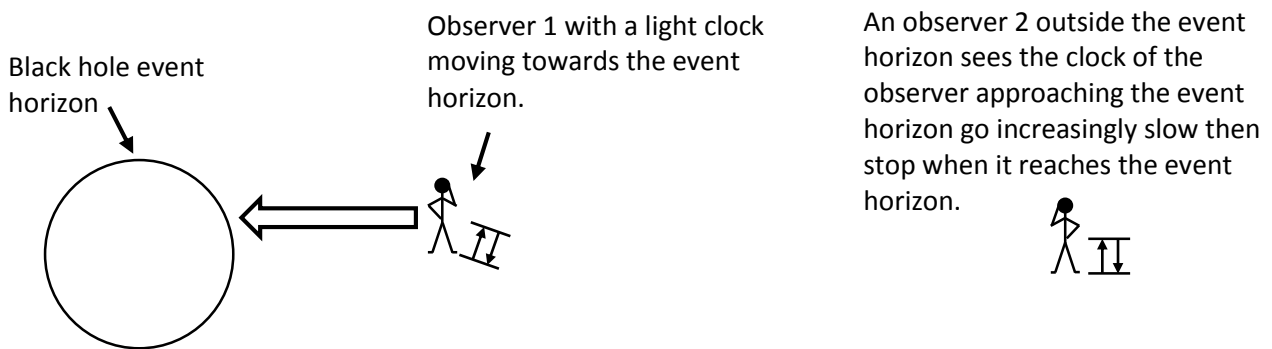 Black hole event
horizon
Observer 1 with a light clock
moving towards the event
horizon.
An observer 2 outside the event
horizon sees the clock of the
observer approaching the event
horizon go increasingly slow then
stop when it reaches the event
horizon.